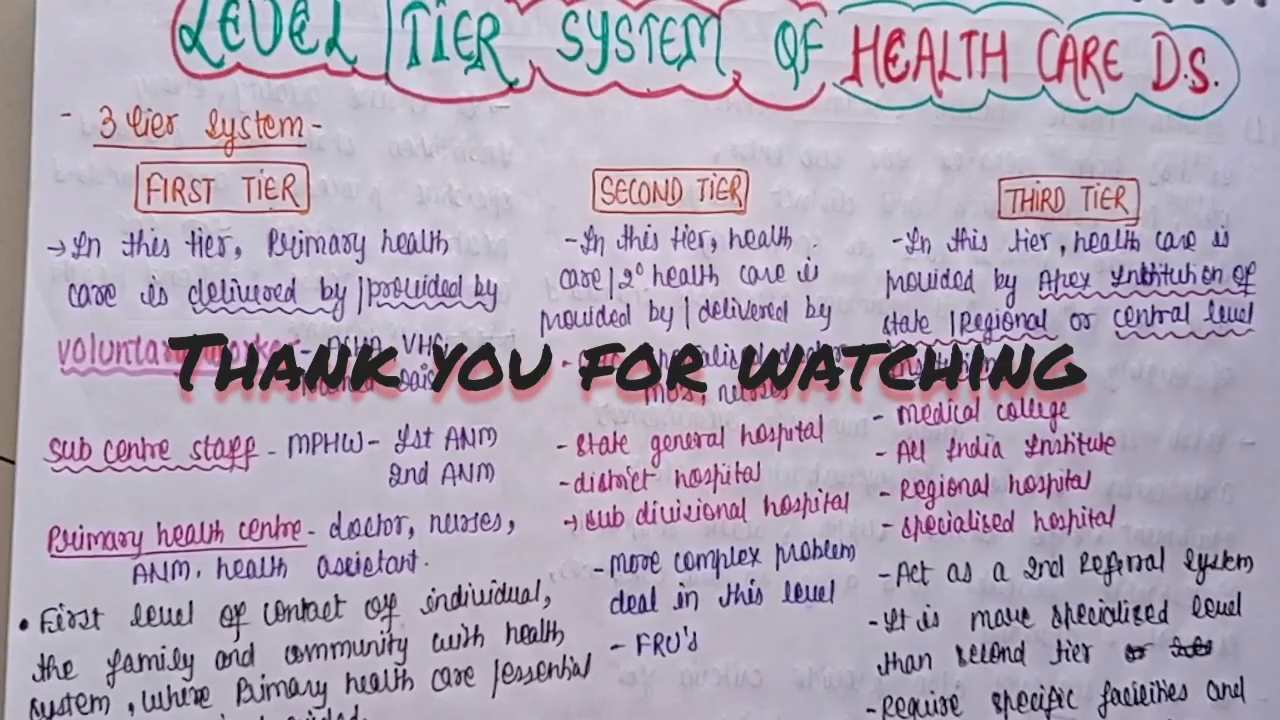 LEVEL | TIER SYSTEM OF HEALTH CARE D.S.
- 3 tier system -
FIRST TIER
→ In this tier, Primary health
care is delivered by | provided by
voluntary worker - ASHA, VHG
Sub centre staff - MPHW - 1st ANM
2nd ANM
Primary health centre - doctor, nurses,
ANM, health assistant.
• First level of contact of individual,
the family and community with health
system, where Primary health care | essential
SECOND TIER
- In this tier, health
care | 2° health care is
provided by | delivered by
nurses
- State general hospital
- district hospital
→ sub divisional hospital
- more complex problem
deal in this level
- FRU's
THIRD TIER
- In this tier, health care is
provided by Apex Institution of
state | Regional or central level
- medical college
- All India Institute
- Regional hospital
- specialised hospital
- Act as a 2nd Referral System
- It is more specialized level
than second tier or
- Require specific facilities and
THANK YOU FOR WATCHING